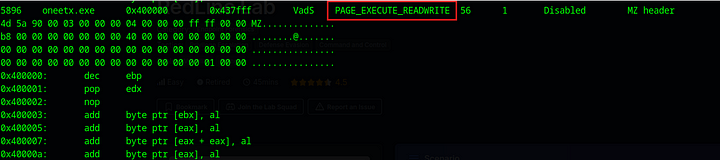 5896 oneetx.exe 0x400000 0x437fff VadS PAGE_EXECUTE_READWRITE 56 1 Disabled MZ header
4d 5a 90 00 03 00 00 00 04 00 00 00 ff ff 00 00 MZ..............
b8 00 00 00 00 00 00 00 40 00 00 00 00 00 00 00 ........@.......
00 00 00 00 00 00 00 00 00 00 00 00 00 00 00 00 ................
00 00 00 00 00 00 00 00 00 00 00 00 00 01 00 00 ................
0x400000: dec ebp
0x400001: pop edx
0x400002: nop
0x400003: add byte ptr [ebx], al
0x400005: add byte ptr [eax], al
0x400007: add byte ptr [eax + eax], al
0x40000a: add byte ptr [eax], al